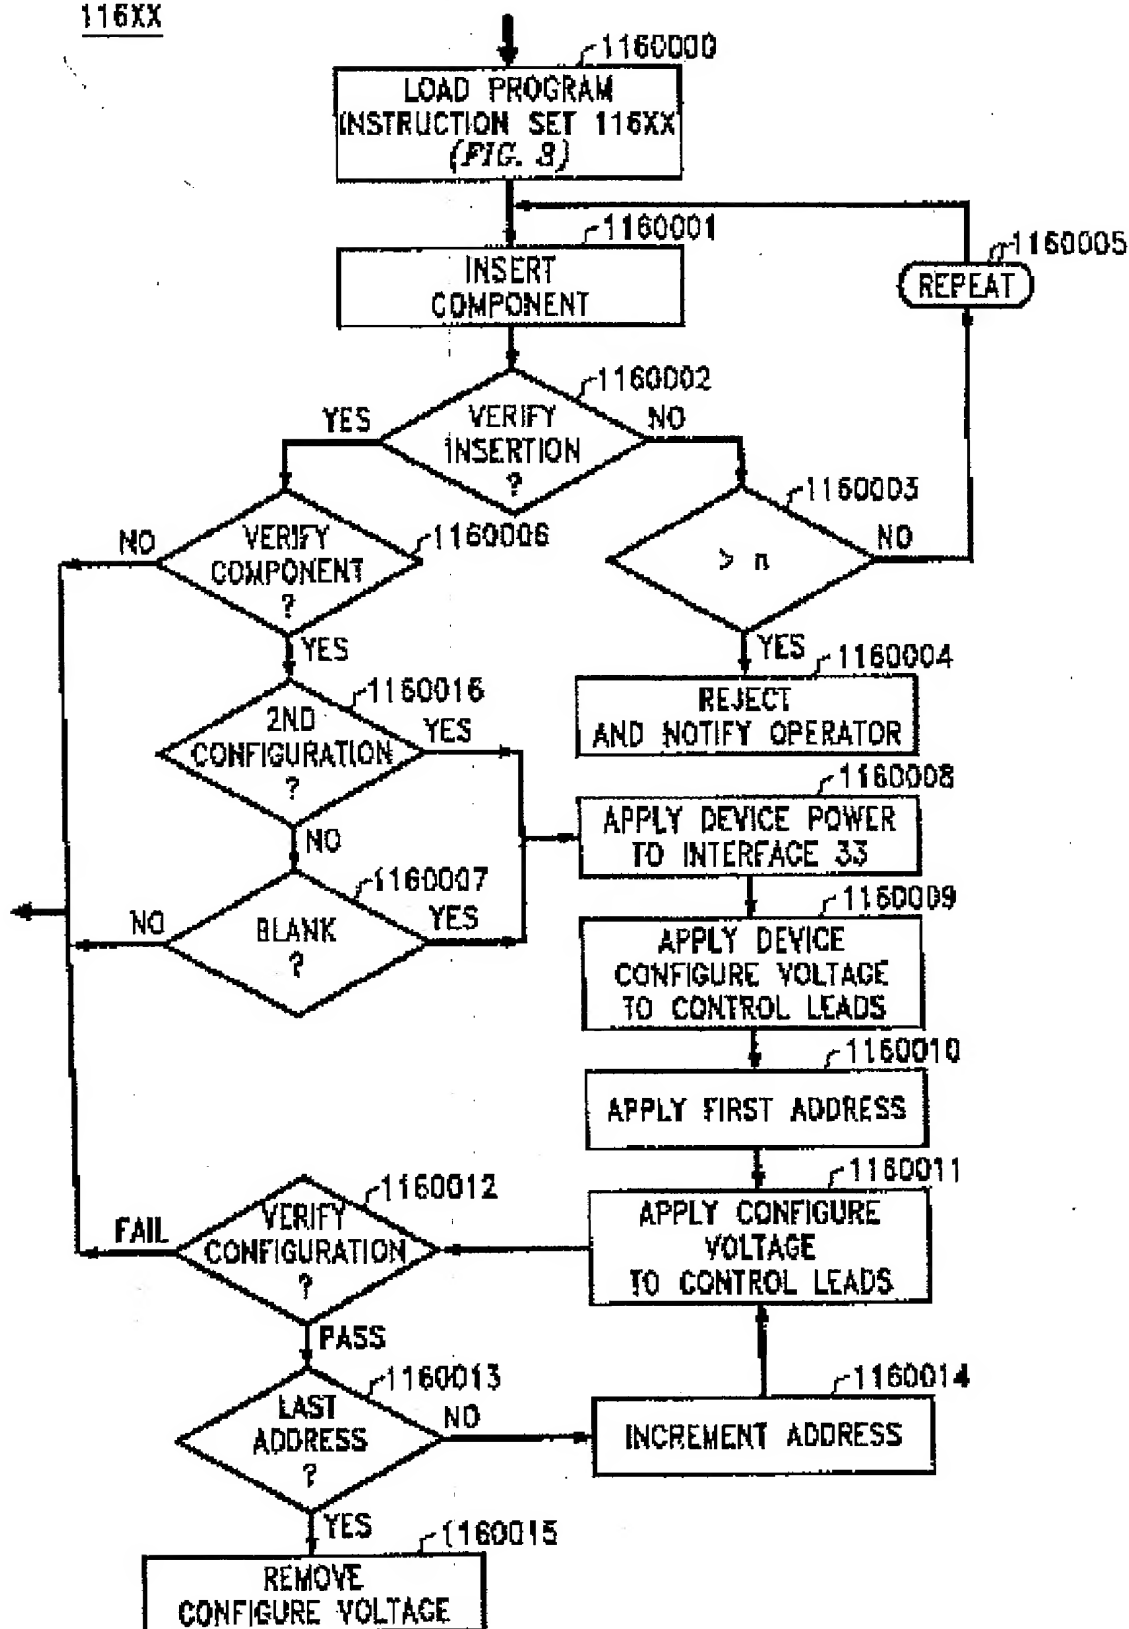 116XX
1160000
LOAD PROGRAM
INSTRUCTION SET 116XX
(FIG. 3)
1160001
INSERT
COMPONENT
1160005
REPEAT
1160002
VERIFY
INSERTION
?
YES
NO
1160003
> n
NO
YES
1160006
VERIFY
COMPONENT
?
NO
YES
1160004
REJECT
AND NOTIFY OPERATOR
1160016
2ND
CONFIGURATION
?
YES
NO
1160008
APPLY DEVICE POWER
TO INTERFACE 33
1160007
BLANK
?
NO
YES
1160009
APPLY DEVICE
CONFIGURE VOLTAGE
TO CONTROL LEADS
1160010
APPLY FIRST ADDRESS
1160011
APPLY CONFIGURE
VOLTAGE
TO CONTROL LEADS
1160012
VERIFY
CONFIGURATION
?
FAIL
PASS
1160013
LAST
ADDRESS
?
NO
YES
1160014
INCREMENT ADDRESS
1160015
REMOVE
CONFIGURE VOLTAGE